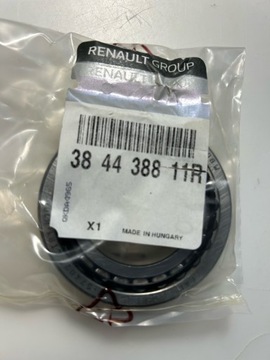 RENAULT GROUP
38 44 388 11R
X1
MADE IN HUNGARY